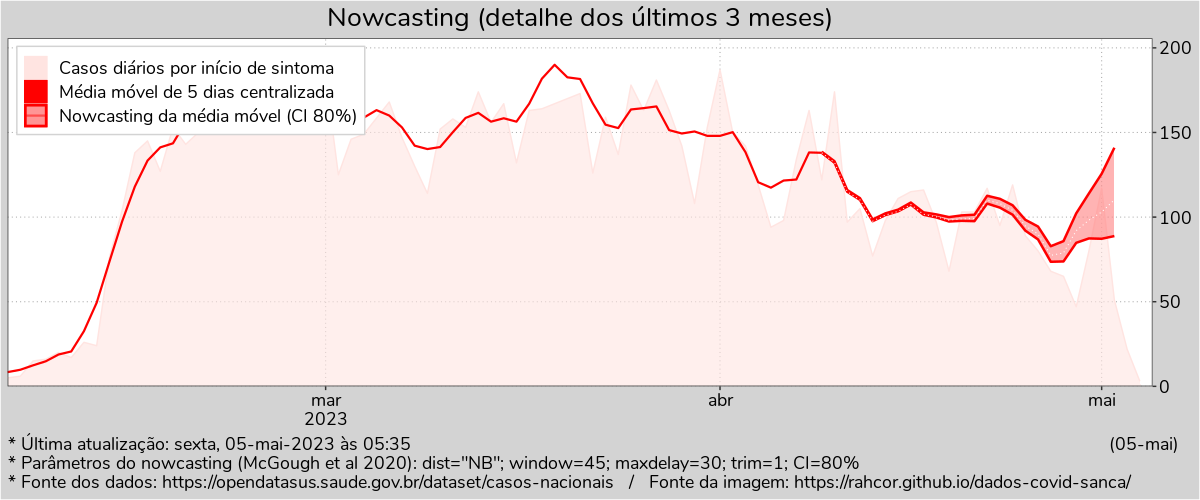 Nowcasting (detalhe dos últimos 3 meses)
Casos diários por início de sintoma
Média móvel de 5 dias centralizada
Nowcasting da média móvel (CI 80%)
200
150
100
50
0
mar
2023
abr
mai
* Última atualização: sexta, 05-mai-2023 às 05:35
(05-mai)
* Parâmetros do nowcasting (McGough et al 2020): dist="NB"; window=45; maxdelay=30; trim=1; CI=80%
* Fonte dos dados: https://opendatasus.saude.gov.br/dataset/casos-nacionais / Fonte da imagem: https://rahcor.github.io/dados-covid-sanca/